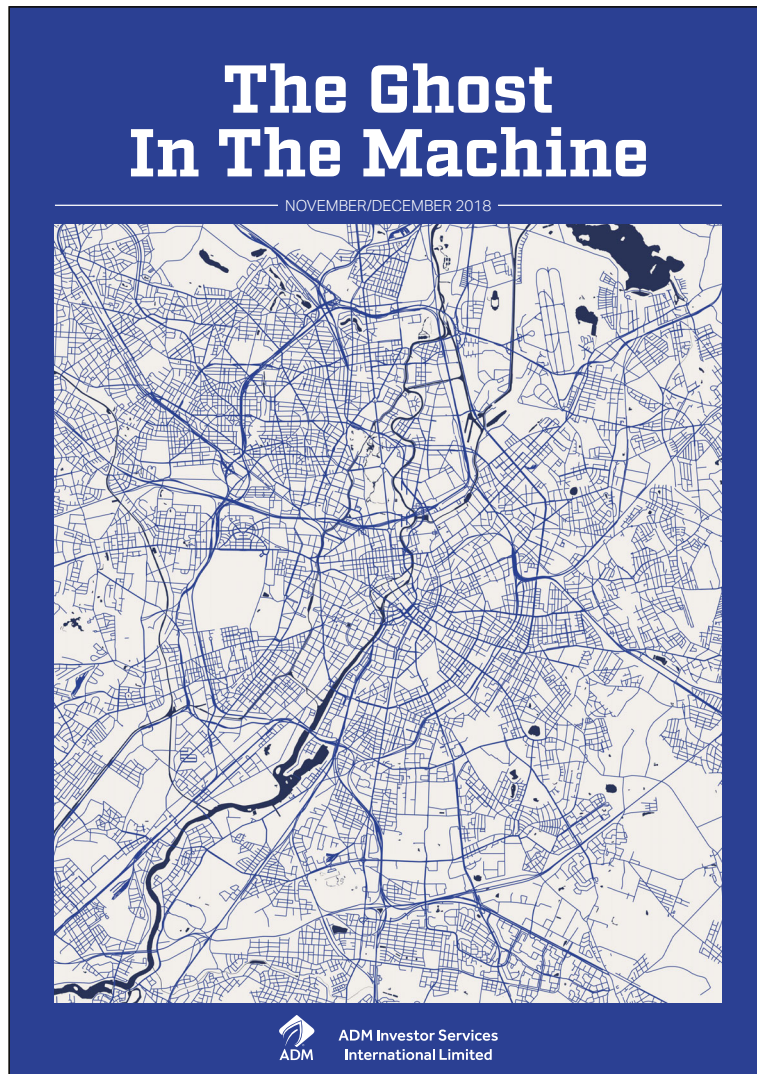 The Ghost
In The Machine
NOVEMBER/DECEMBER 2018
ADM
ADM Investor Services
International Limited